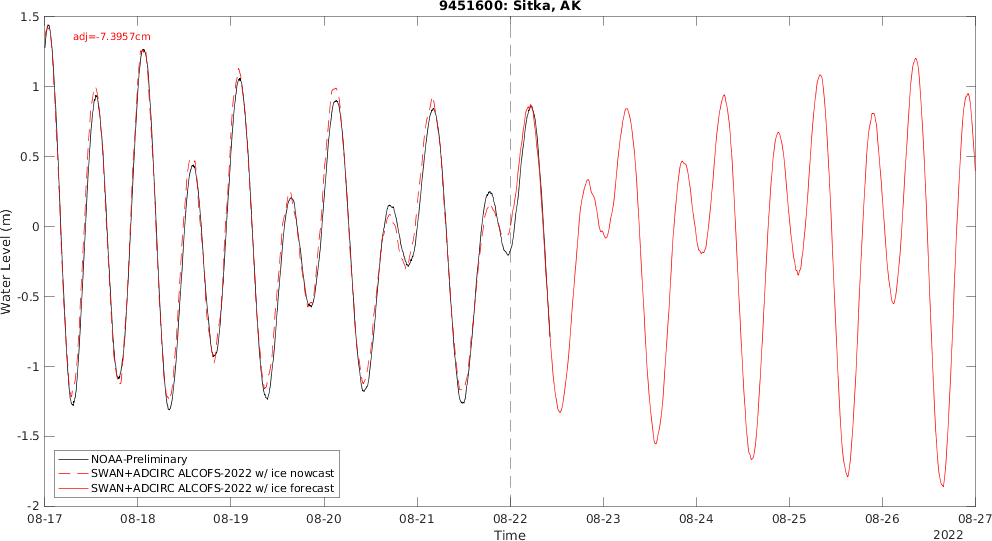 9451600: Sitka, AK
adj=-7.3957cm
Water Level (m)
1.5
1
0.5
0
-0.5
-1
-1.5
-2
NOAA-Preliminary
SWAN+ADCIRC ALCOFS-2022 w/ ice nowcast
SWAN+ADCIRC ALCOFS-2022 w/ ice forecast
08-17 08-18 08-19 08-20 08-21 08-22 08-23 08-24 08-25 08-26 08-27
Time
2022